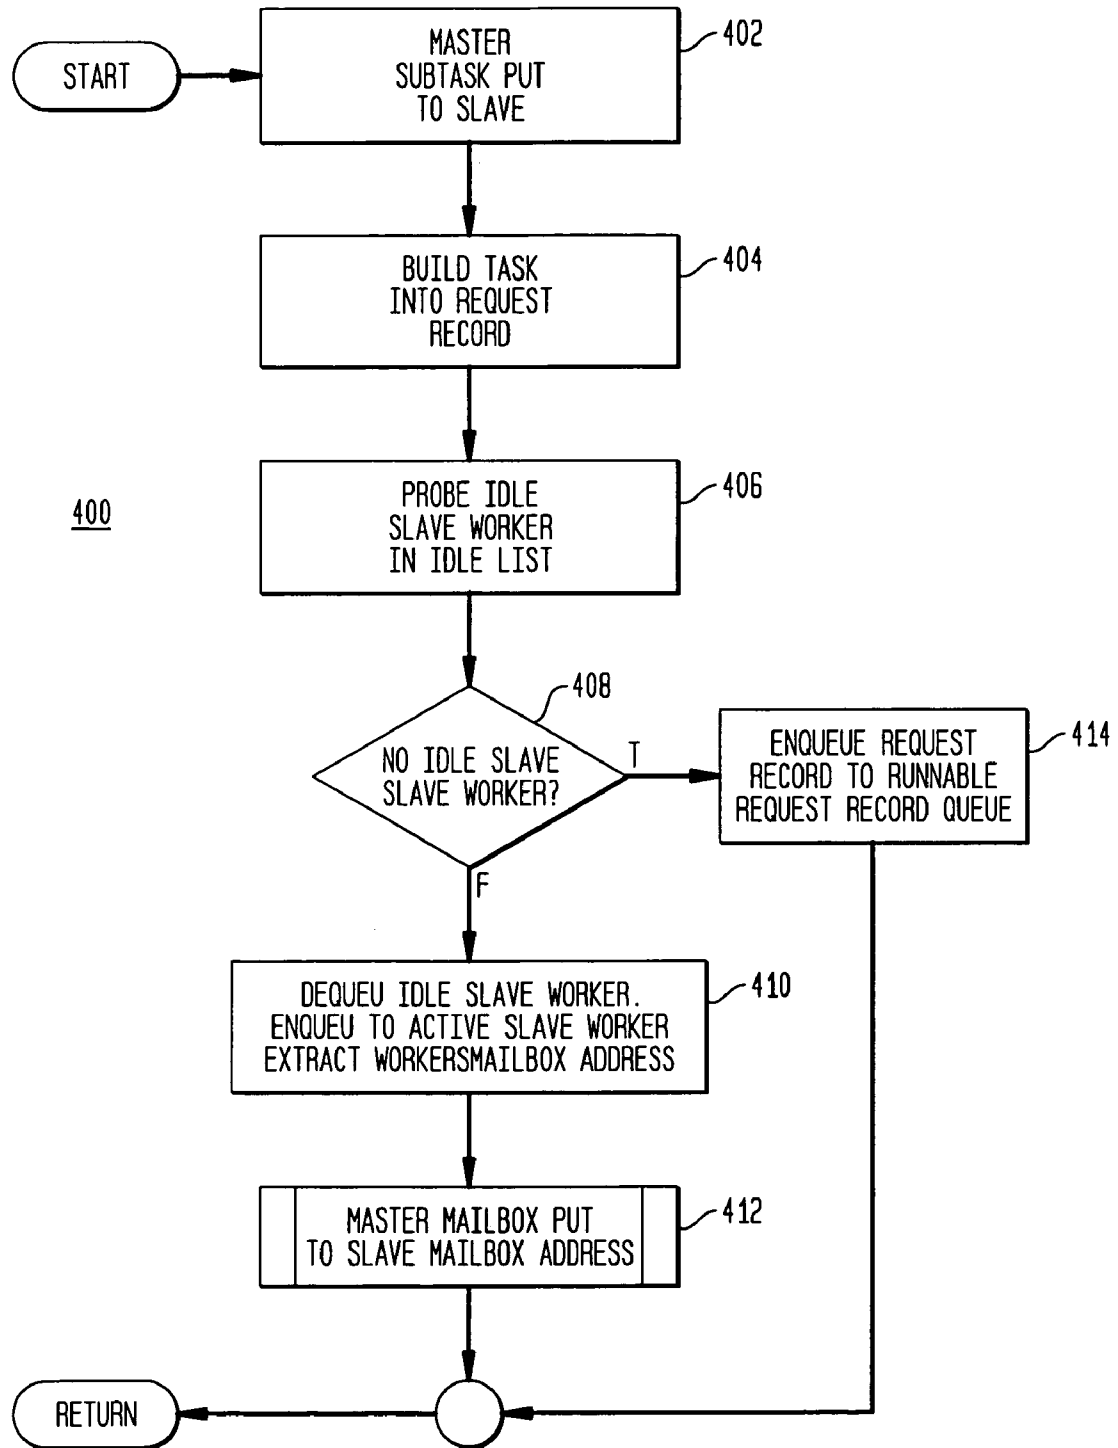 START
MASTER
SUBTASK PUT
TO SLAVE
402
BUILD TASK
INTO REQUEST
RECORD
404
400
PROBE IDLE
SLAVE WORKER
IN IDLE LIST
406
NO IDLE SLAVE
SLAVE WORKER?
408
T
F
ENQUEUE REQUEST
RECORD TO RUNNABLE
REQUEST RECORD QUEUE
414
DEQUEU IDLE SLAVE WORKER.
ENQUEU TO ACTIVE SLAVE WORKER
EXTRACT WORKERSMAILBOX ADDRESS
410
MASTER MAILBOX PUT
TO SLAVE MAILBOX ADDRESS
412
RETURN